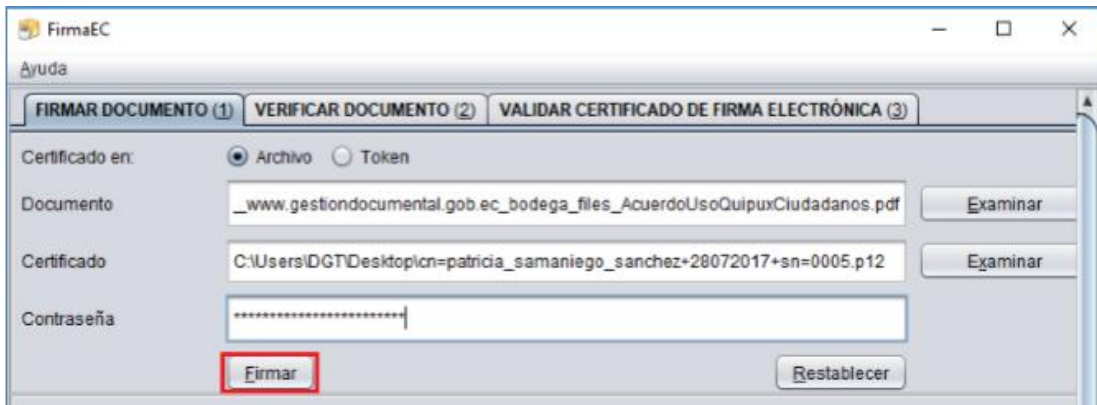 FirmaEC
Ayuda
FIRMAR DOCUMENTO (1) VERIFICAR DOCUMENTO (2) VALIDAR CERTIFICADO DE FIRMA ELECTRÓNICA (3)
Certificado en: Archivo Token
Documento _www.gestiondocumental.gob.ec_bodega_files_AcuerdoUsoQuipuxCiudadanos.pdf Examinar
Certificado C:\Users\DGT\Desktop\cn=patricia_samaniego_sanchez+28072017+sn=0005.p12 Examinar
Contraseña ************************
Firmar Restablecer